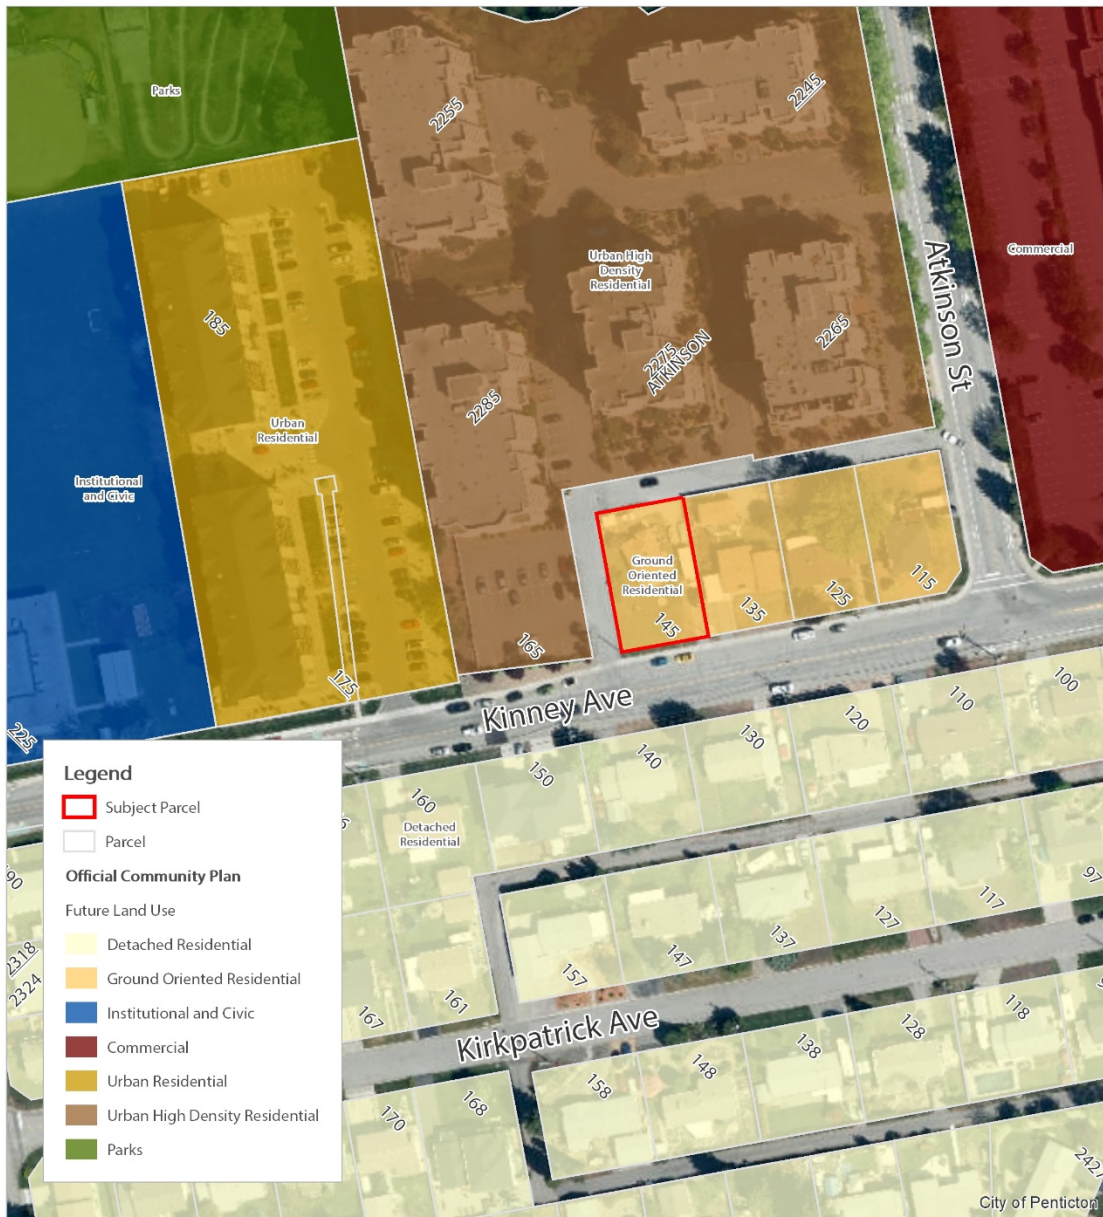 Parks
2255
2245
Commercial
Urban High
Density
Residential
Atkinson St
185
2275
ATKINSON
2265
2285
Urban
Residential
Institutional
and Civic
Ground
Oriented
Residential
145
135
125
115
165
175
225
Kinney Ave
100
110
120
130
140
150
160
Detached
Residential
Legend
Subject Parcel
Parcel
Official Community Plan
Future Land Use
Detached Residential
Ground Oriented Residential
Institutional and Civic
Commercial
Urban Residential
Urban High Density Residential
Parks
2318
2324
97
117
127
137
147
157
161
167
Kirkpatrick Ave
118
128
138
148
158
168
170
2427
City of Penticton